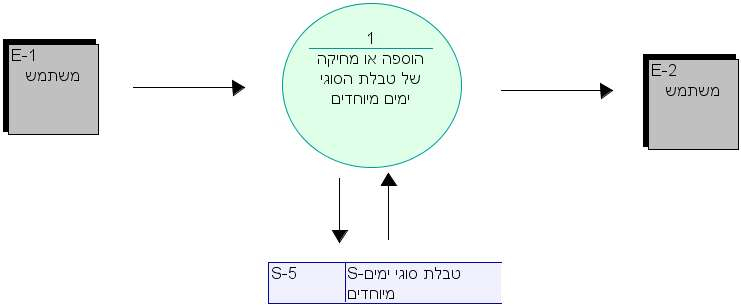 E-1
משתמש
1
הוספה או מחיקה
של טבלת הסוגי
ימים מיוחדים
E-2
משתמש
S-5
טבלת סוגי ימים-S
מיוחדים